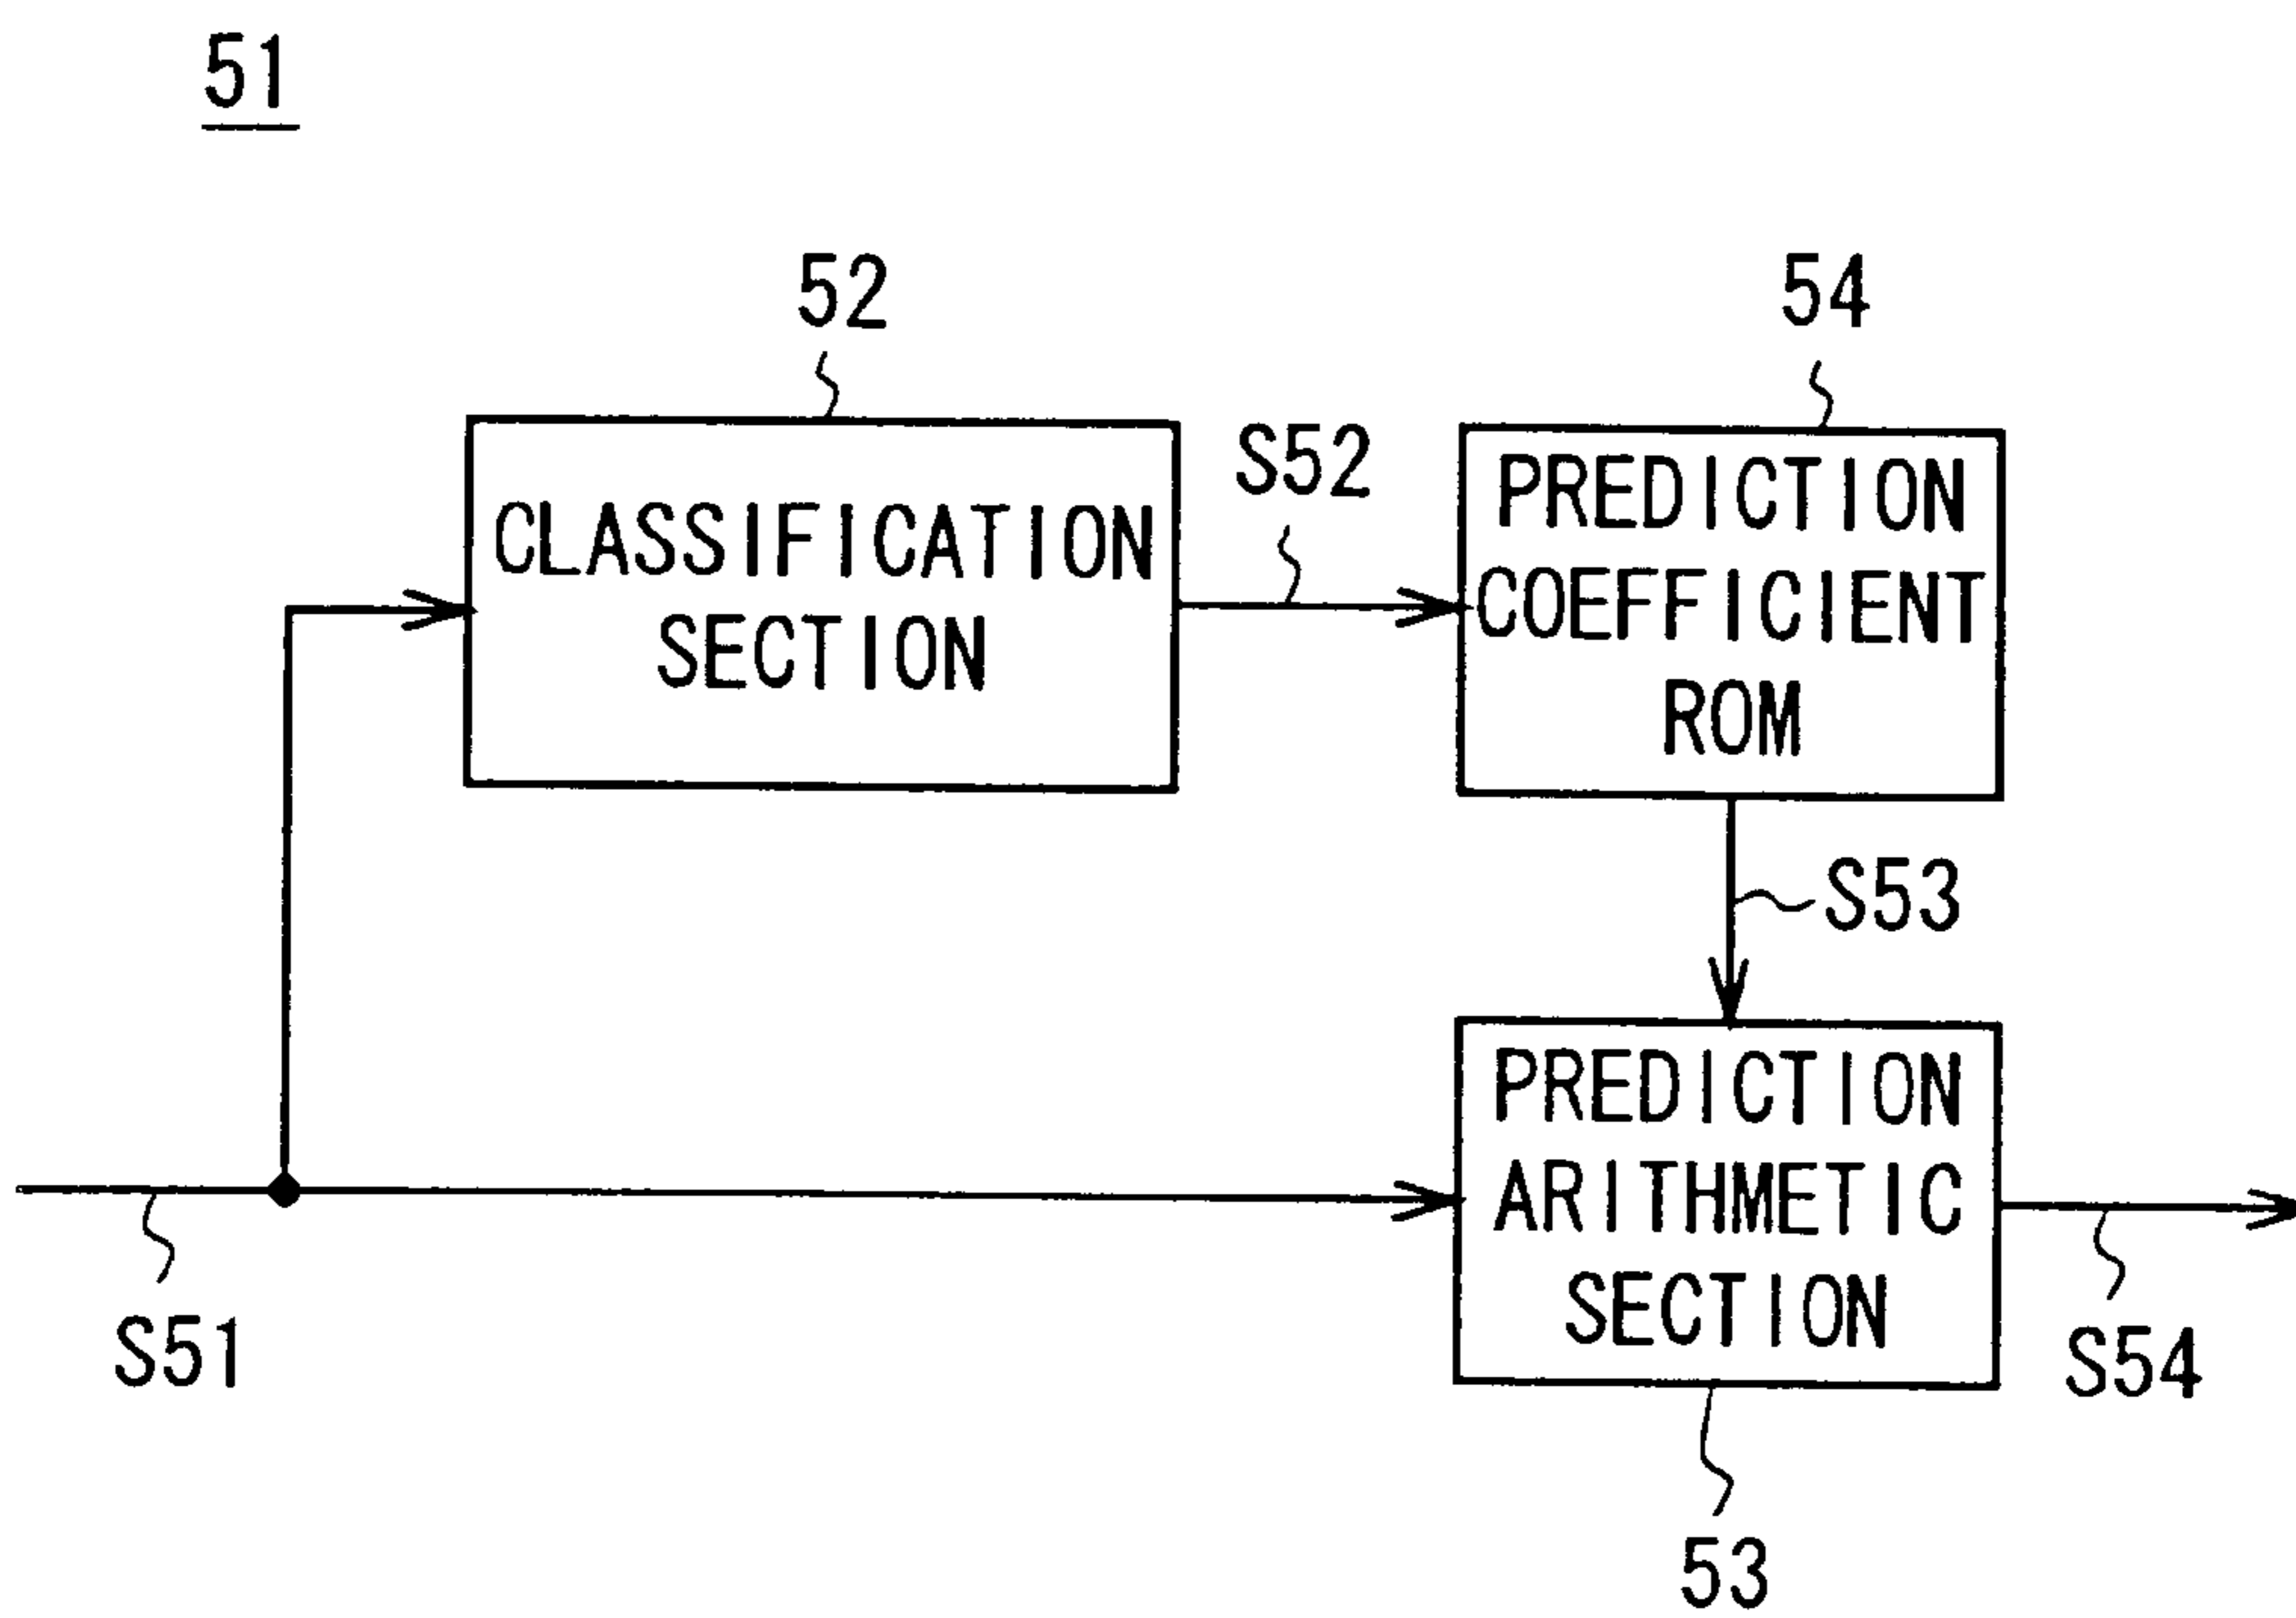 51
52
54
CLASSIFICATION
SECTION
S52
PREDICTION
COEFFICIENT
ROM
S53
PREDICTION
ARITHMETIC
SECTION
S51
S54
53